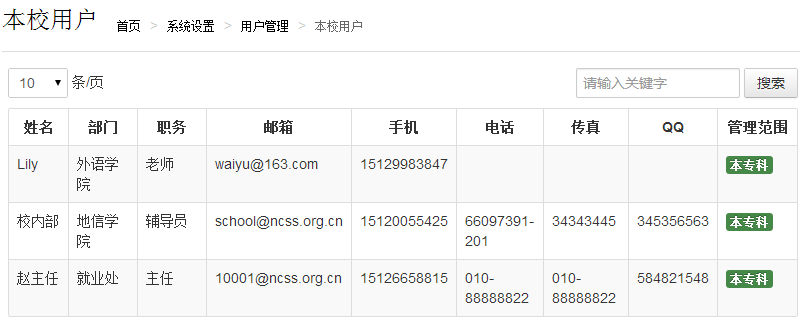 本校用户 首页 > 系统设置 > 用户管理 > 本校用户
10 条/页 请输入关键字 搜索
姓名 部门 职务 邮箱 手机 电话 传真 QQ 管理范围
Lily 外语学院 老师 waiyu@163.com 15129983847 本专科
校内部 地信学院 辅导员 school@ncss.org.cn 15120055425 66097391-201 34343445 345356563 本专科
赵主任 就业处 主任 10001@ncss.org.cn 15126658815 010-88888822 010-88888822 584821548 本专科